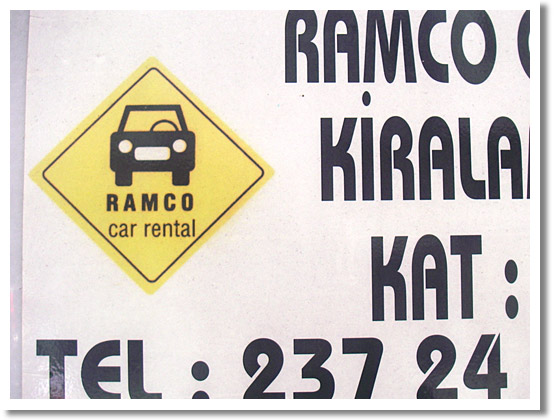 RAMCO
car rental
RAMCO
KİRALA
KAT :
TEL : 237 24